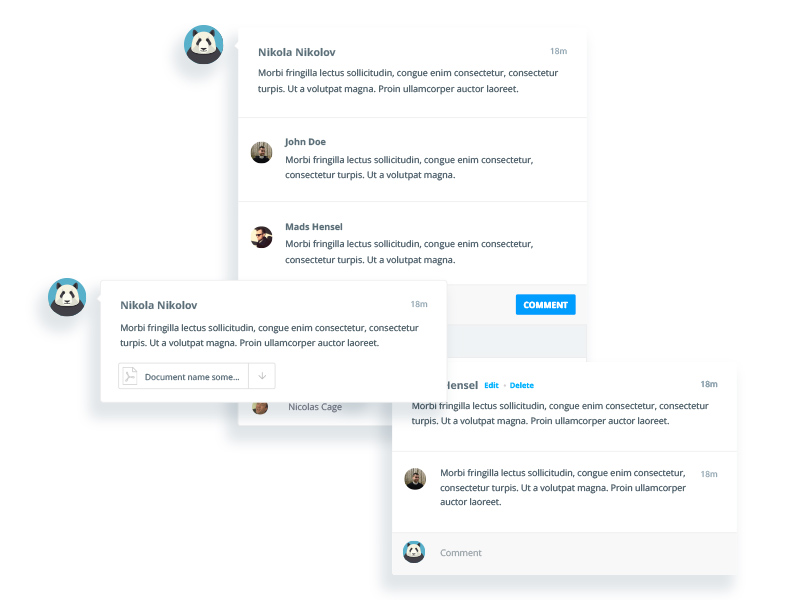 Nikola Nikolov
18m
Morbi fringilla lectus sollicitudin, congue enim consectetur, consectetur
turpis. Ut a volutpat magna. Proin ullamcorper auctor laoreet.
John Doe
Morbi fringilla lectus sollicitudin, congue enim consectetur,
consectetur turpis. Ut a volutpat magna.
Mads Hensel
Morbi fringilla lectus sollicitudin, congue enim consectetur,
consectetur turpis. Ut a volutpat magna.
COMMENT
Nikola Nikolov
18m
Morbi fringilla lectus sollicitudin, congue enim consectetur, consectetur
turpis. Ut a volutpat magna. Proin ullamcorper auctor laoreet.
Document name some...
Nicolas Cage
Hensel Edit • Delete
18m
Morbi fringilla lectus sollicitudin, congue enim consectetur, consectetur
turpis. Ut a volutpat magna. Proin ullamcorper auctor laoreet.
Morbi fringilla lectus sollicitudin, congue enim consectetur,
18m
consectetur turpis. Ut a volutpat magna. Proin ullamcorper
auctor laoreet.
Comment